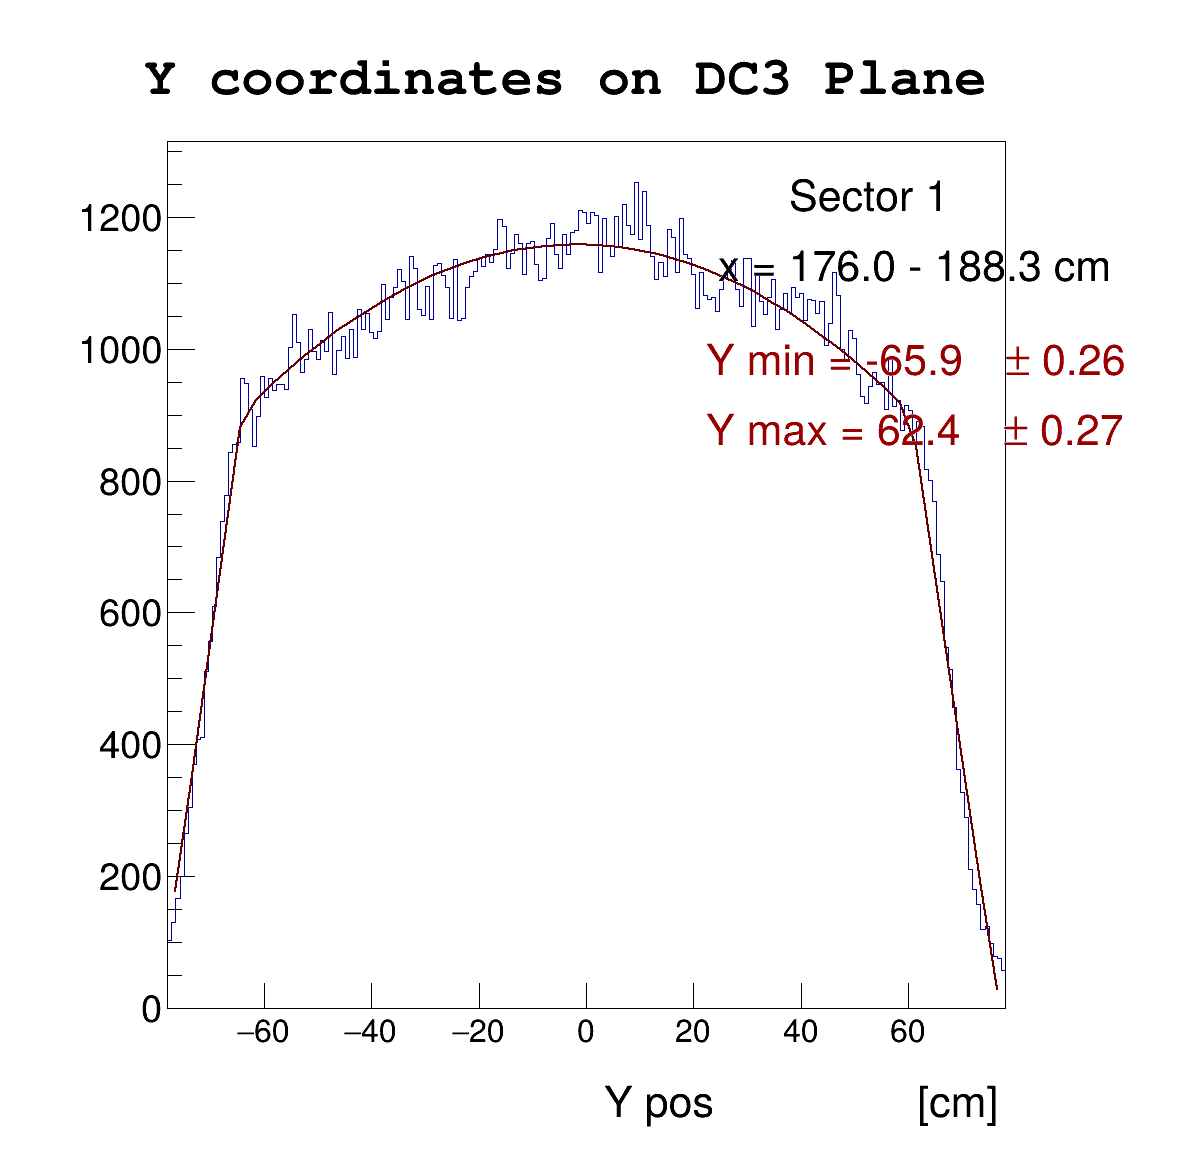 Y coordinates on DC3 Plane
Sector 1
x = 176.0 - 188.3 cm
Y min = -65.9 ± 0.26
Y max = 62.4 ± 0.27
1200
1000
800
600
400
200
0
−60 −40 −20 0 20 40 60
Y pos [cm]